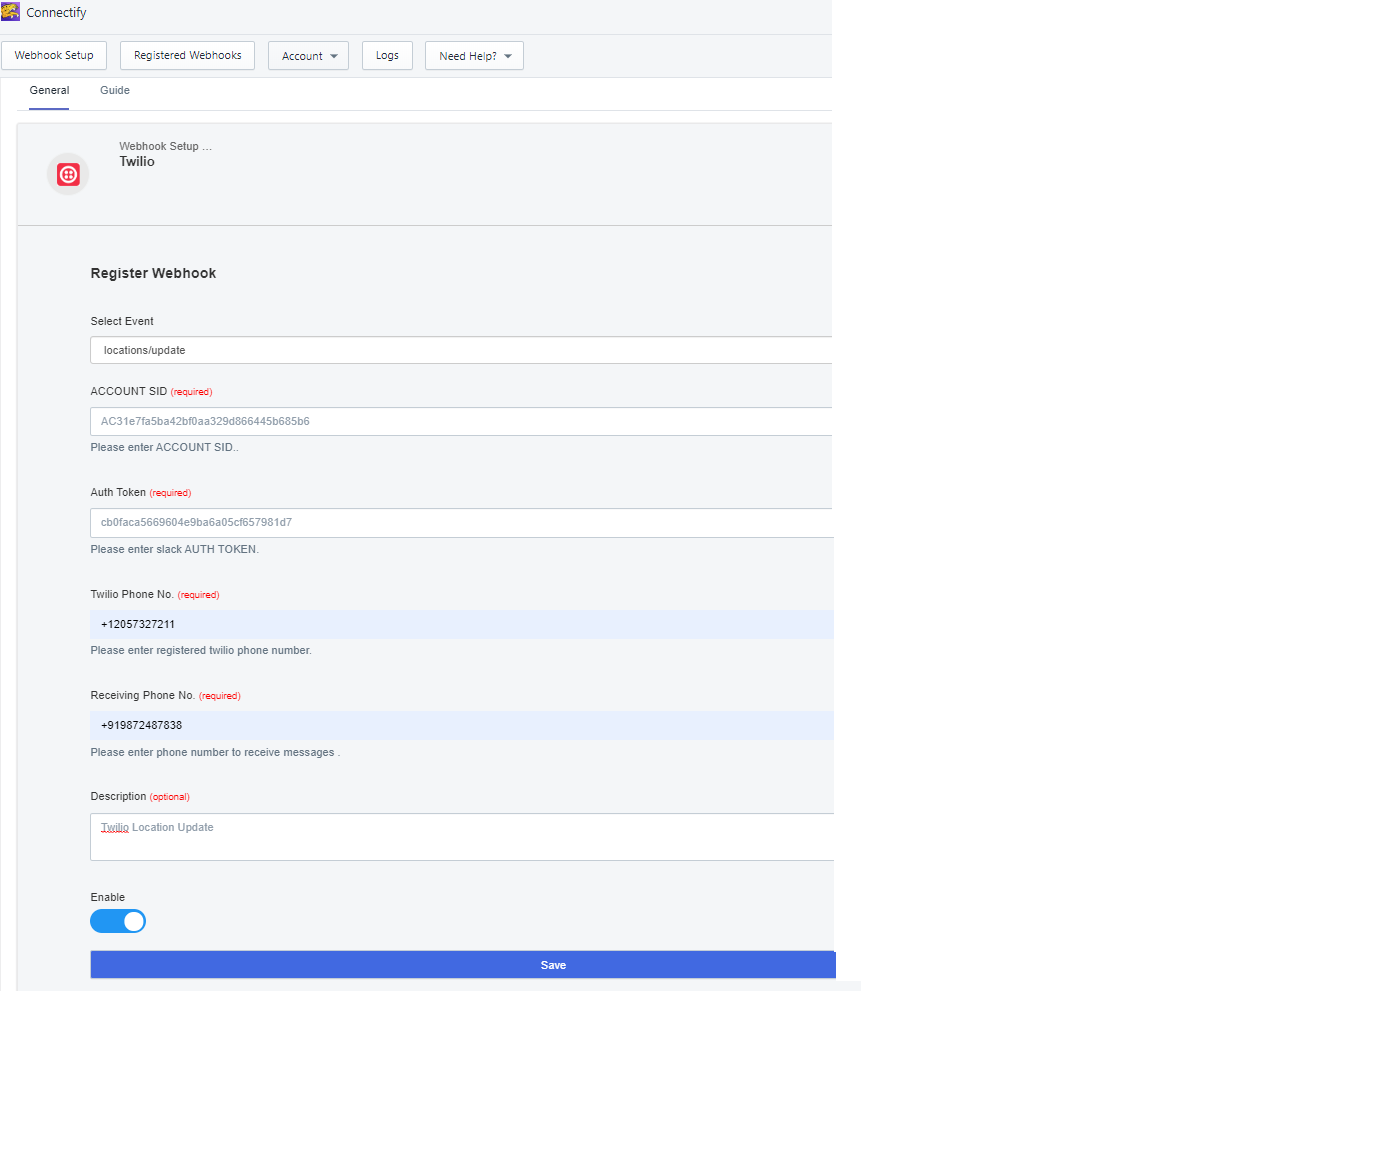 Connectify
Webhook Setup
Registered Webhooks
Account
Logs
Need Help?
General
Guide
Webhook Setup ...
Twilio
Register Webhook
Select Event
locations/update
ACCOUNT SID (required)
AC31e7fa5ba42bf0aa329d866445b685b6
Please enter ACCOUNT SID..
Auth Token (required)
cb0faca5669604e9ba6a05cf657981d7
Please enter slack AUTH TOKEN.
Twilio Phone No. (required)
+12057327211
Please enter registered twilio phone number.
Receiving Phone No. (required)
+919872487838
Please enter phone number to receive messages .
Description (optional)
Twilio Location Update
Enable
Save